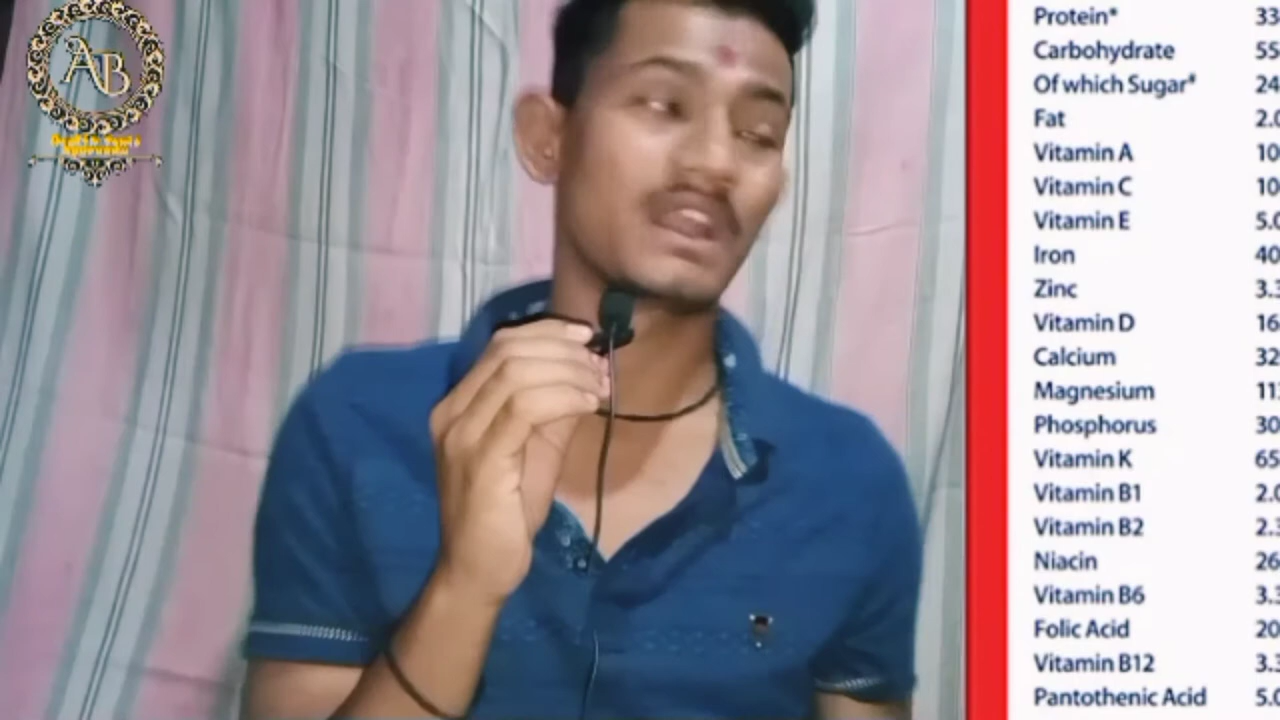 AB
Protein* 33
Carbohydrate 55
Of which Sugar# 24
Fat 2.0
Vitamin A 10
Vitamin C 10
Vitamin E 5.0
Iron 40
Zinc 3.3
Vitamin D 16
Calcium 32
Magnesium 11
Phosphorus 30
Vitamin K 65
Vitamin B1 2.0
Vitamin B2 2.3
Niacin 26
Vitamin B6 3.3
Folic Acid 20
Vitamin B12 3.3
Pantothenic Acid 5.0